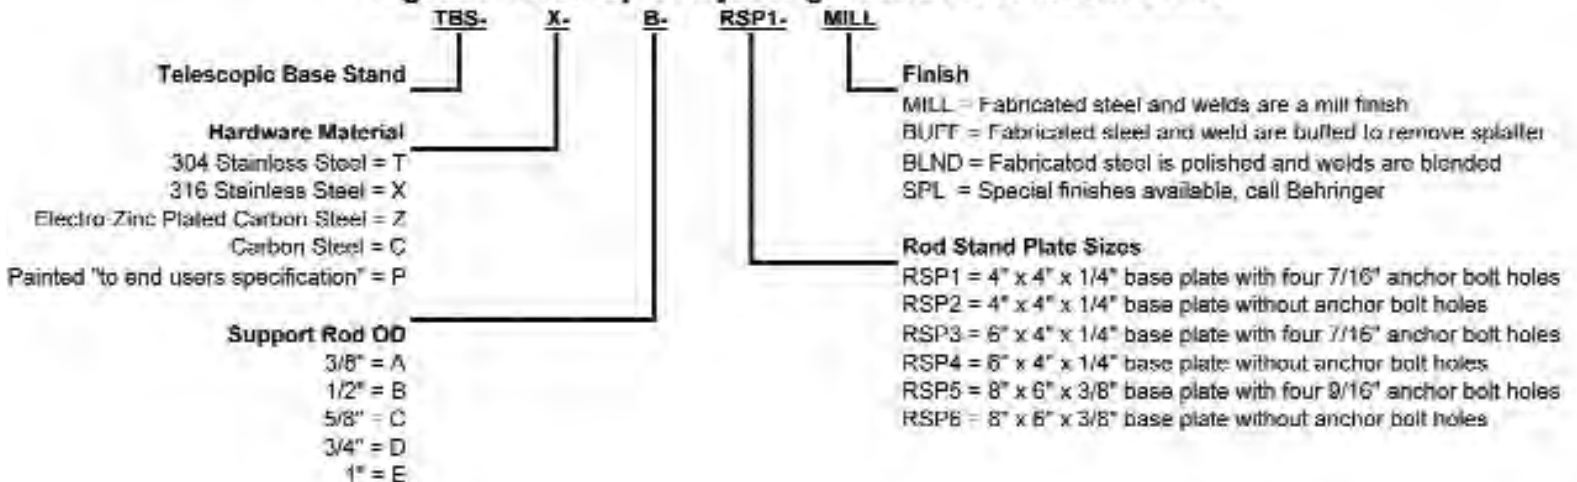 TBS- X- B- RSP1- MILL
Telescopic Base Stand
Hardware Material
304 Stainless Steel = T
316 Stainless Steel = X
Electro-Zinc Plated Carbon Steel = Z
Carbon Steel = C
Painted "to end users specification" = P
Support Rod OD
3/8" = A
1/2" = B
5/8" = C
3/4" = D
1" = E
Finish
MILL = Fabricated steel and welds are a mill finish
BUFF = Fabricated steel and weld are buffed to remove splatter
BLND = Fabricated steel is polished and welds are blended
SPL = Special finishes available, call Behringer
Rod Stand Plate Sizes
RSP1 = 4" x 4" x 1/4" base plate with four 7/16" anchor bolt holes
RSP2 = 4" x 4" x 1/4" base plate without anchor bolt holes
RSP3 = 6" x 4" x 1/4" base plate with four 7/16" anchor bolt holes
RSP4 = 6" x 4" x 1/4" base plate without anchor bolt holes
RSP5 = 8" x 6" x 3/8" base plate with four 9/16" anchor bolt holes
RSP6 = 8" x 6" x 3/8" base plate without anchor bolt holes